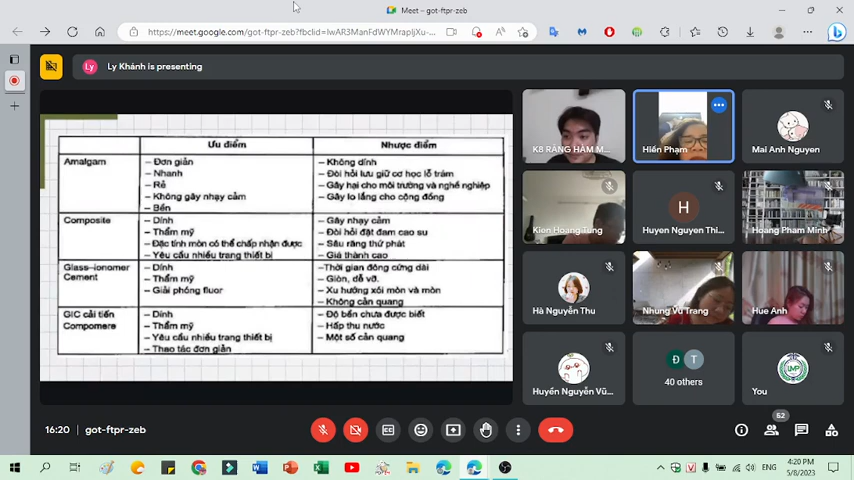 Meet – got-ftpr-zeb
https://meet.google.com/got-ftpr-zeb?fbclid=IwAR3ManFdWYMrapIjXu-...
Ly
Ly Khánh is presenting
Ưu điểm
Nhược điểm
Amalgam
– Đơn giản
– Nhanh
– Rẻ
– Không gây nhạy cảm
– Bền
– Không dính
– Đòi hỏi lưu giữ cơ học lỗ trám
– Gây hại cho môi trường và nghề nghiệp
– Gây lo lắng cho cộng đồng
Composite
– Dính
– Thẩm mỹ
– Đặc tính mòn có thể chấp nhận được
– Yêu cầu nhiều trang thiết bị
– Gây nhạy cảm
– Đòi hỏi đặt đam cao su
– Sâu răng thứ phát
– Giá thành cao
Glass–ionomer
Cement
– Dính
– Thẩm mỹ
– Giải phóng fluor
–Thời gian đông cứng dài
– Giòn, dễ vỡ.
– Xu hướng xói mòn và mòn
– Không cản quang
GIC cải tiến
Compomere
– Dính
– Thẩm mỹ
– Yêu cầu nhiều trang thiết bị
– Thao tác đơn giản
– Độ bền chưa được biết
– Hấp thu nước
– Một số cản quang
KB RĂNG HÀM M...
Hiền Phạm
Mai Anh Nguyen
Kien Hoang Tung
H
Huyen Nguyen Thi...
Hoang Pham Minh
Hà Nguyễn Thu
Nhung Vũ Trang
Hue Anh
Huyền Nguyễn Vũ...
Đ
T
40 others
You
16:20
got-ftpr-zeb
62
ENG
4:20 PM
5/8/2023